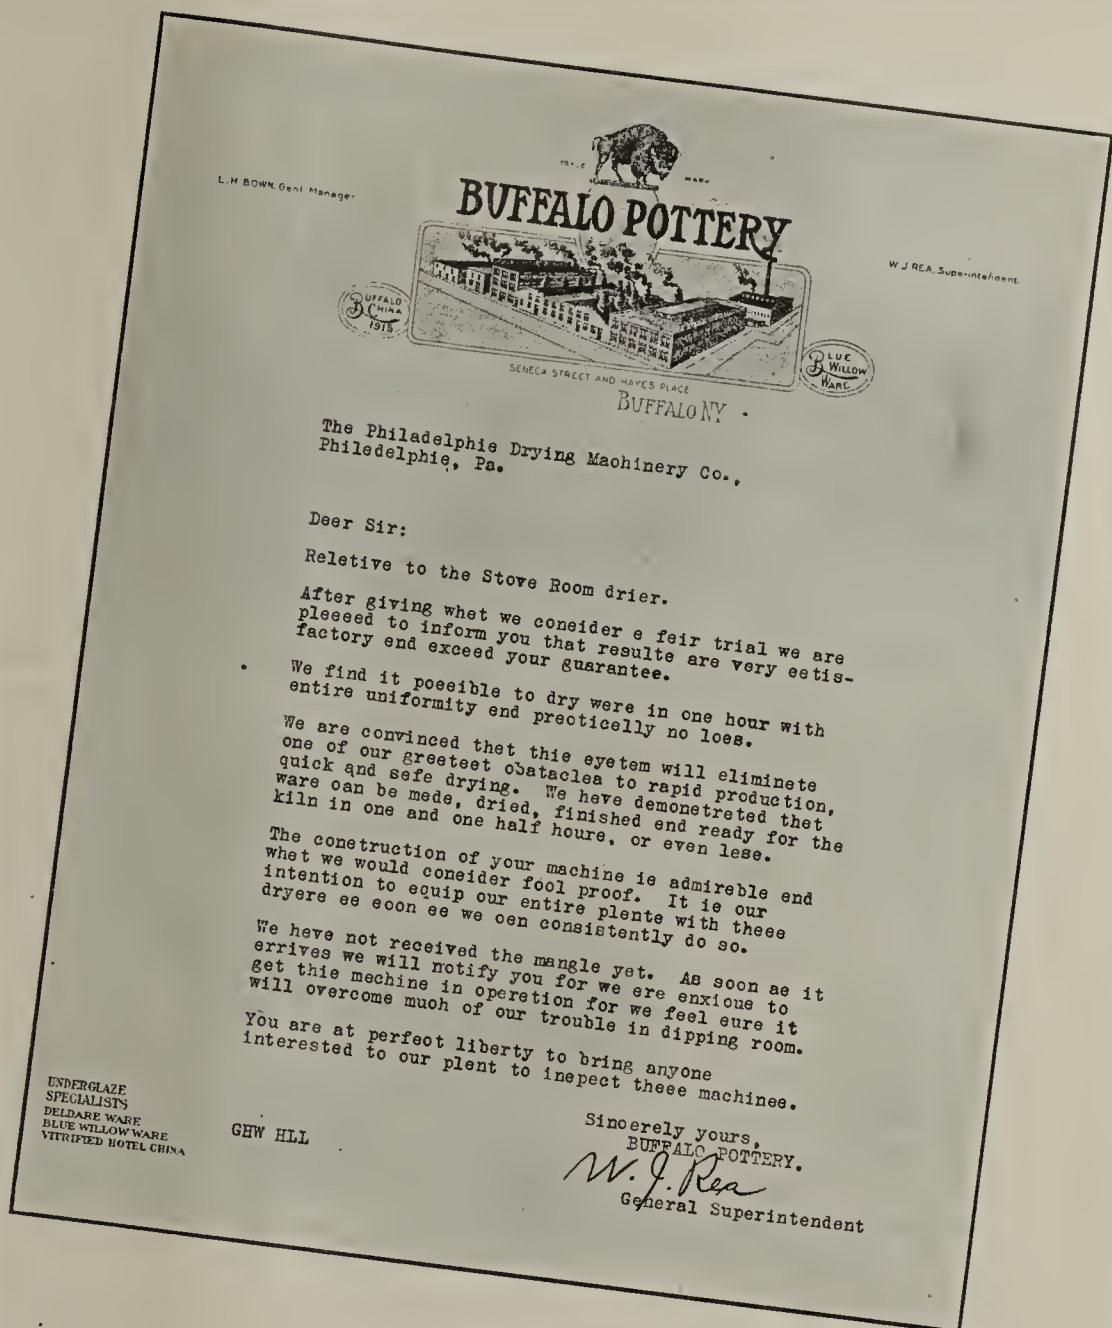 TRADE MARK
L.H BOWN, Genl Manager
BUFFALO POTTERY
W J REA, Superintendent
BUFFALO CHINA 1915
BLUE WILLOW WARE
SENECA STREET AND HAYES PLACE
BUFFALO NY
The Philadelphie Drying Machinery Co.,
Philedelphie, Pa.
Deer Sir:
Reletive to the Stove Room drier.
After giving whet we coneider e feir trial we are
pleeeed to inform you that resulte are very eetis-
factory end exceed your guarantee.
We find it poeeible to dry were in one hour with
entire uniformity end precticelly no loee.
We are convinced thet thie eyetem will eliminete
one of our greeteet obstaclea to rapid production,
quick and sefe drying. We heve demonetreted thet
ware oan be mede, dried, finished end ready for the
kiln in one and one half houre, or even lese.
The conetruction of your machine ie admireble end
whet we would coneider fool proof. It ie our
intention to equip our entire plente with theee
dryere ee eoon ee we cen consistently do so.
We heve not received the mangle yet. As soon ae it
errives we will notify you for we ere enxioue to
get thie mechine in operetion for we feel eure it
will overcome muoh of our trouble in dipping room.
You are at perfect liberty to bring anyone
interested to our plent to inepect theee machinee.
Sinoerely yours,
BUFFALO POTTERY.
W. J. Rea
General Superintendent
GHW HLL
UNDERGLAZE
SPECIALISTS
DELDARE WARE
BLUE WILLOW WARE
VITRIFIED HOTEL CHINA